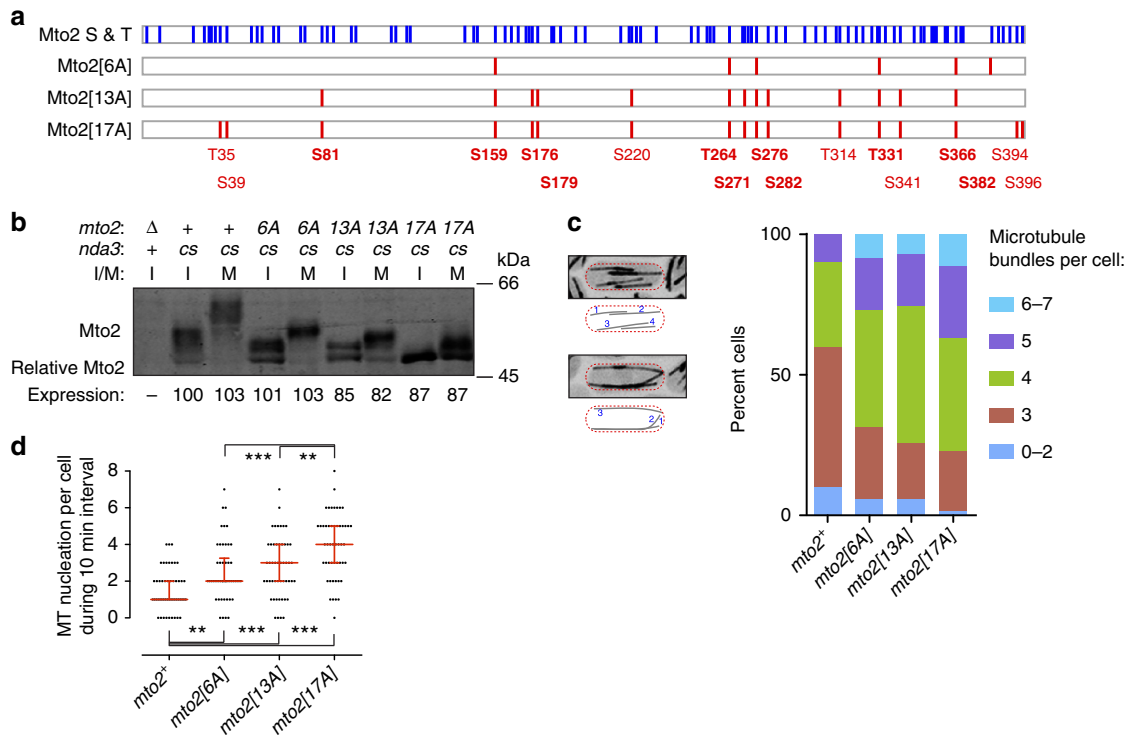 a
Mto2 S & T
Mto2[6A]
Mto2[13A]
Mto2[17A]
T35 S81 S159 S176 S220 T264 S276 T314 T331 S366 S394
S39 S179 S271 S282 S341 S382 S396
b
mto2: Δ + + 6A 6A 13A 13A 17A 17A
nda3: + cs cs cs cs cs cs cs cs
I/M: I I M I M I M I M
kDa
66
Mto2
Relative Mto2
45
Expression: – 100 103 101 103 85 82 87 87
c
1 2
3 4
3 2 1
Percent cells
100
50
0
mto2+
mto2[6A]
mto2[13A]
mto2[17A]
Microtubule
bundles per cell:
6–7
5
4
3
0–2
d
MT nucleation per cell
during 10 min interval
8
6
4
2
0
*** **
** *** ***
mto2+
mto2[6A]
mto2[13A]
mto2[17A]